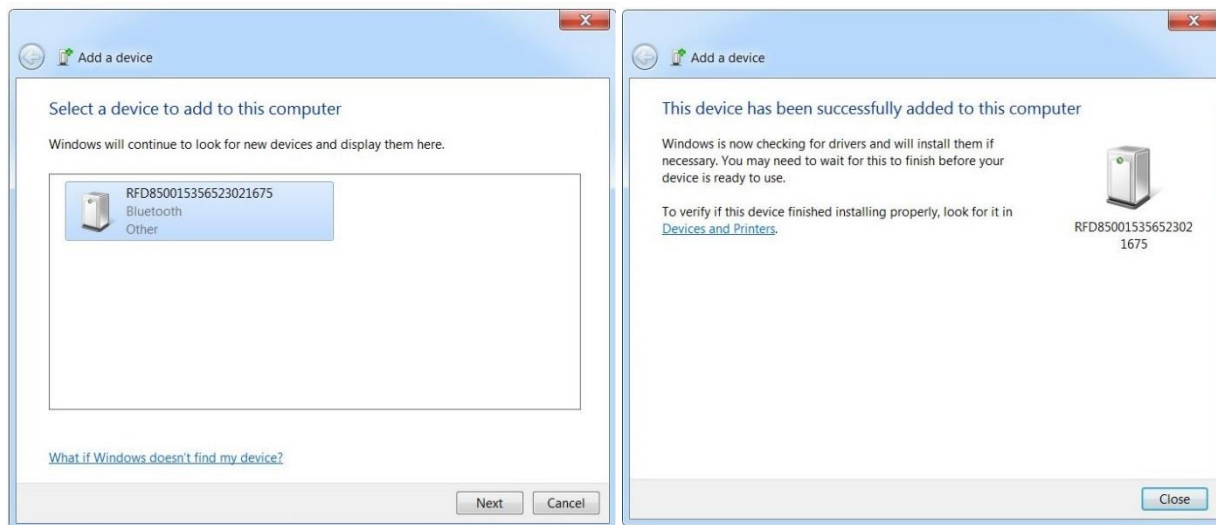 Add a device
Select a device to add to this computer
Windows will continue to look for new devices and display them here.
RFD850015356523021675
Bluetooth
Other
What if Windows doesn't find my device?
Next
Cancel
Add a device
This device has been successfully added to this computer
Windows is now checking for drivers and will install them if
necessary. You may need to wait for this to finish before your
device is ready to use.
To verify if this device finished installing properly, look for it in
Devices and Printers.
RFD85001535652302
1675
Close